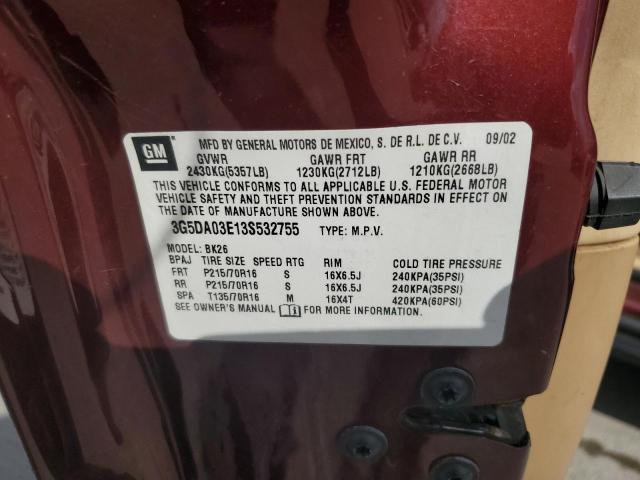 GM
MFD BY GENERAL MOTORS DE MEXICO, S. DE R.L. DE C.V. 09/02
GVWR GAWR FRT GAWR RR
2430KG(5357LB) 1230KG(2712LB) 1210KG(2668LB)
THIS VEHICLE CONFORMS TO ALL APPLICABLE U.S. FEDERAL MOTOR
VEHICLE SAFETY AND THEFT PREVENTION STANDARDS IN EFFECT ON
THE DATE OF MANUFACTURE SHOWN ABOVE.
3G5DA03E13S532755 TYPE: M.P.V.
MODEL: BK26
BPAJ TIRE SIZE SPEED RTG RIM COLD TIRE PRESSURE
FRT P215/70R16 S 16X6.5J 240KPA(35PSI)
RR P215/70R16 S 16X6.5J 240KPA(35PSI)
SPA T135/70R16 M 16X4T 420KPA(60PSI)
SEE OWNER'S MANUAL FOR MORE INFORMATION